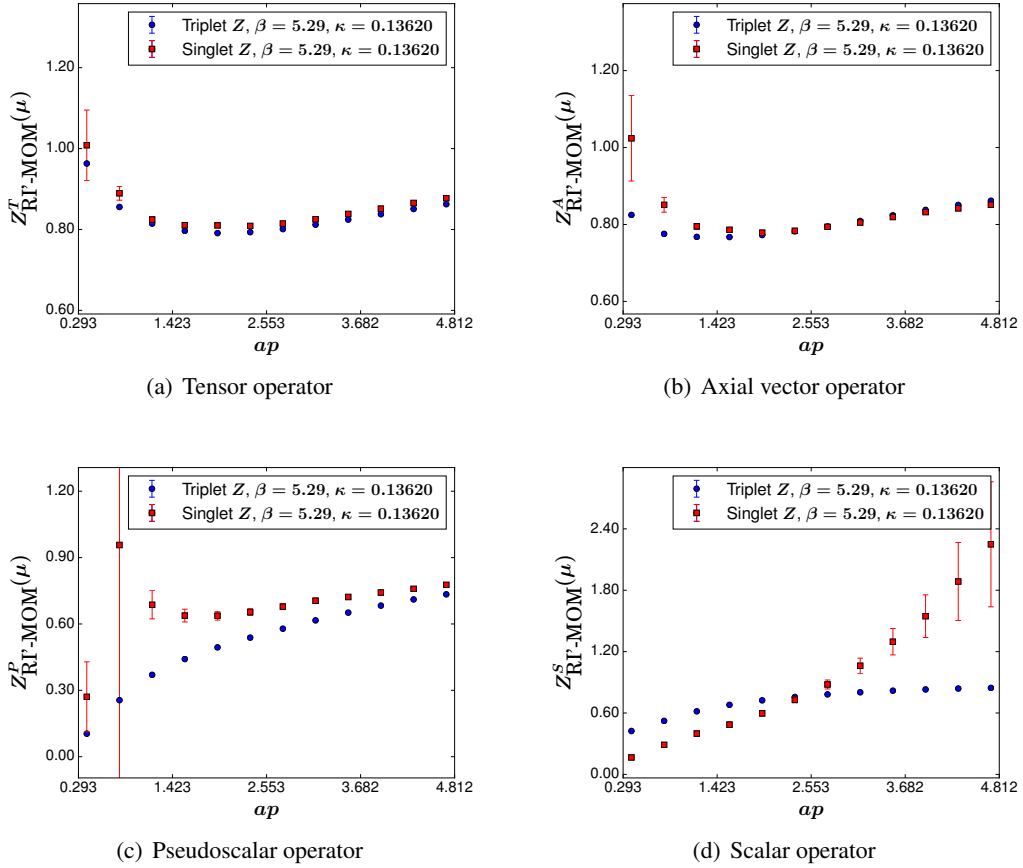 Triplet Z, β = 5.29, κ = 0.13620
Singlet Z, β = 5.29, κ = 0.13620
Z^T_RI'-MOM(μ)
1.20
1.00
0.80
0.60
0.293 1.423 2.553 3.682 4.812
ap
(a) Tensor operator
Triplet Z, β = 5.29, κ = 0.13620
Singlet Z, β = 5.29, κ = 0.13620
Z^A_RI'-MOM(μ)
1.20
1.00
0.80
0.60
0.293 1.423 2.553 3.682 4.812
ap
(b) Axial vector operator
Triplet Z, β = 5.29, κ = 0.13620
Singlet Z, β = 5.29, κ = 0.13620
Z^P_RI'-MOM(μ)
1.20
0.90
0.60
0.30
0.00
0.293 1.423 2.553 3.682 4.812
ap
(c) Pseudoscalar operator
Triplet Z, β = 5.29, κ = 0.13620
Singlet Z, β = 5.29, κ = 0.13620
Z^S_RI'-MOM(μ)
2.40
1.80
1.20
0.60
0.00
0.293 1.423 2.553 3.682 4.812
ap
(d) Scalar operator